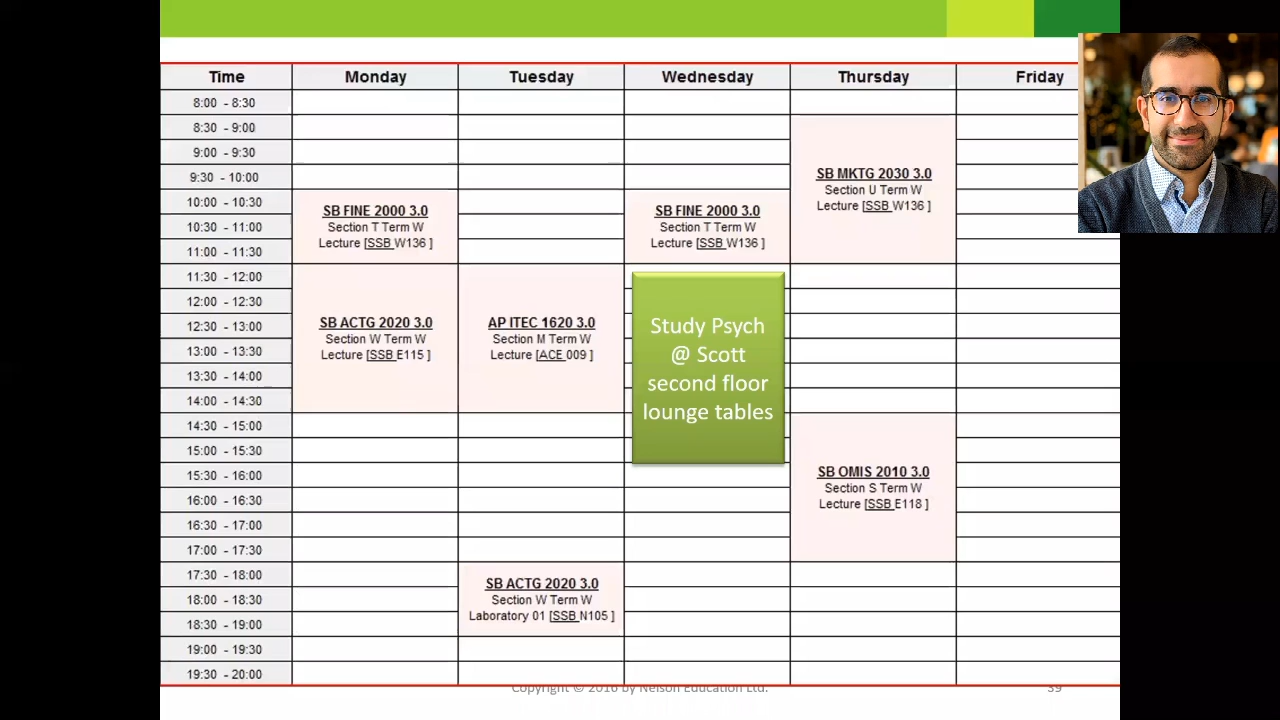 Time Monday Tuesday Wednesday Thursday Friday
8:00 - 8:30
8:30 - 9:00
9:00 - 9:30
9:30 - 10:00
10:00 - 10:30
10:30 - 11:00
11:00 - 11:30
11:30 - 12:00
12:00 - 12:30
12:30 - 13:00
13:00 - 13:30
13:30 - 14:00
14:00 - 14:30
14:30 - 15:00
15:00 - 15:30
15:30 - 16:00
16:00 - 16:30
16:30 - 17:00
17:00 - 17:30
17:30 - 18:00
18:00 - 18:30
18:30 - 19:00
19:00 - 19:30
19:30 - 20:00
SB FINE 2000 3.0
Section T Term W
Lecture [SSB W136 ]
SB ACTG 2020 3.0
Section W Term W
Lecture [SSB E115 ]
AP ITEC 1620 3.0
Section M Term W
Lecture [ACE 009 ]
SB ACTG 2020 3.0
Section W Term W
Laboratory 01 [SSB N105 ]
SB FINE 2000 3.0
Section T Term W
Lecture [SSB W136 ]
Study Psych
@ Scott
second floor
lounge tables
SB MKTG 2030 3.0
Section U Term W
Lecture [SSB W136 ]
SB OMIS 2010 3.0
Section S Term W
Lecture [SSB E118 ]
Copyright © 2016 by Nelson Education Ltd. 39